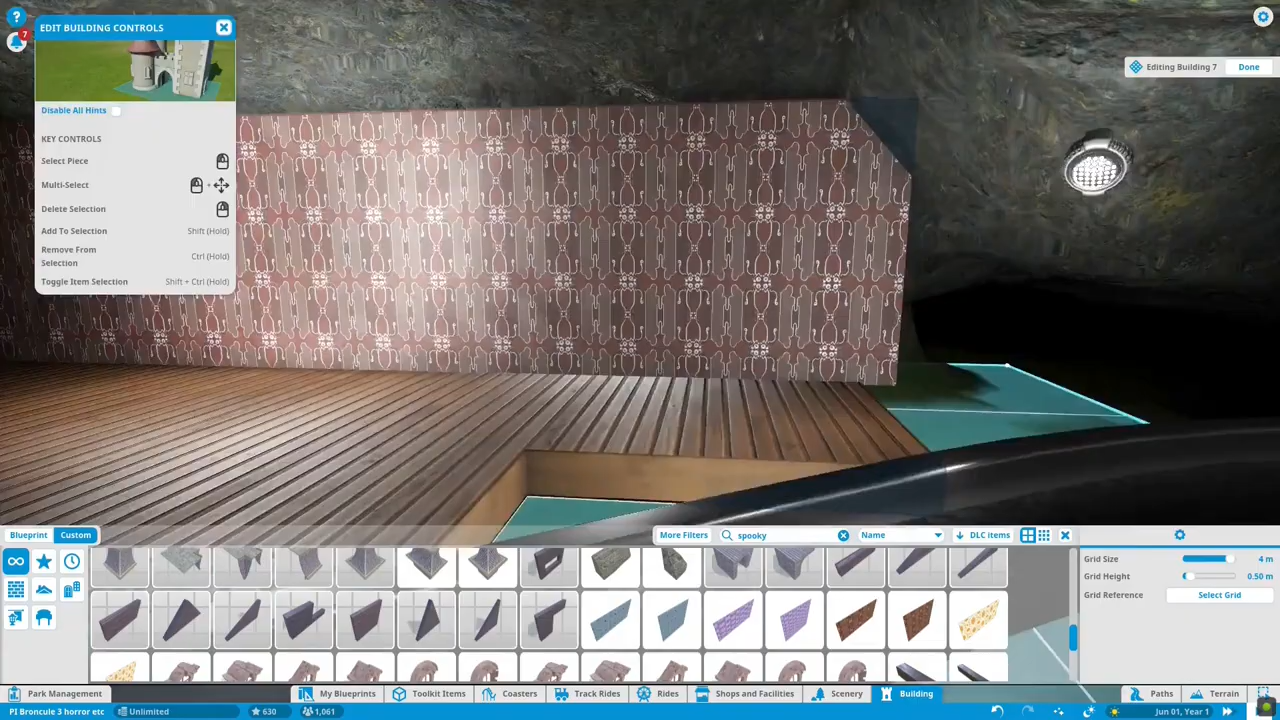 ?
EDIT BUILDING CONTROLS
7
Disable All Hints
KEY CONTROLS
Select Piece
Multi-Select
Delete Selection
Add To Selection Shift (Hold)
Remove From
Selection
Ctrl (Hold)
Toggle Item Selection Shift + Ctrl (Hold)
Editing Building 7 Done
Blueprint Custom More Filters spooky Name DLC items
Grid Size 4 m
Grid Height 0.50 m
Grid Reference Select Grid
Park Management My Blueprints Toolkit Items Coasters Track Rides Rides Shops and Facilities Scenery Building Paths Terrain
PI Broncule 3 horror etc Unlimited 630 1,061 Jun 01, Year 1